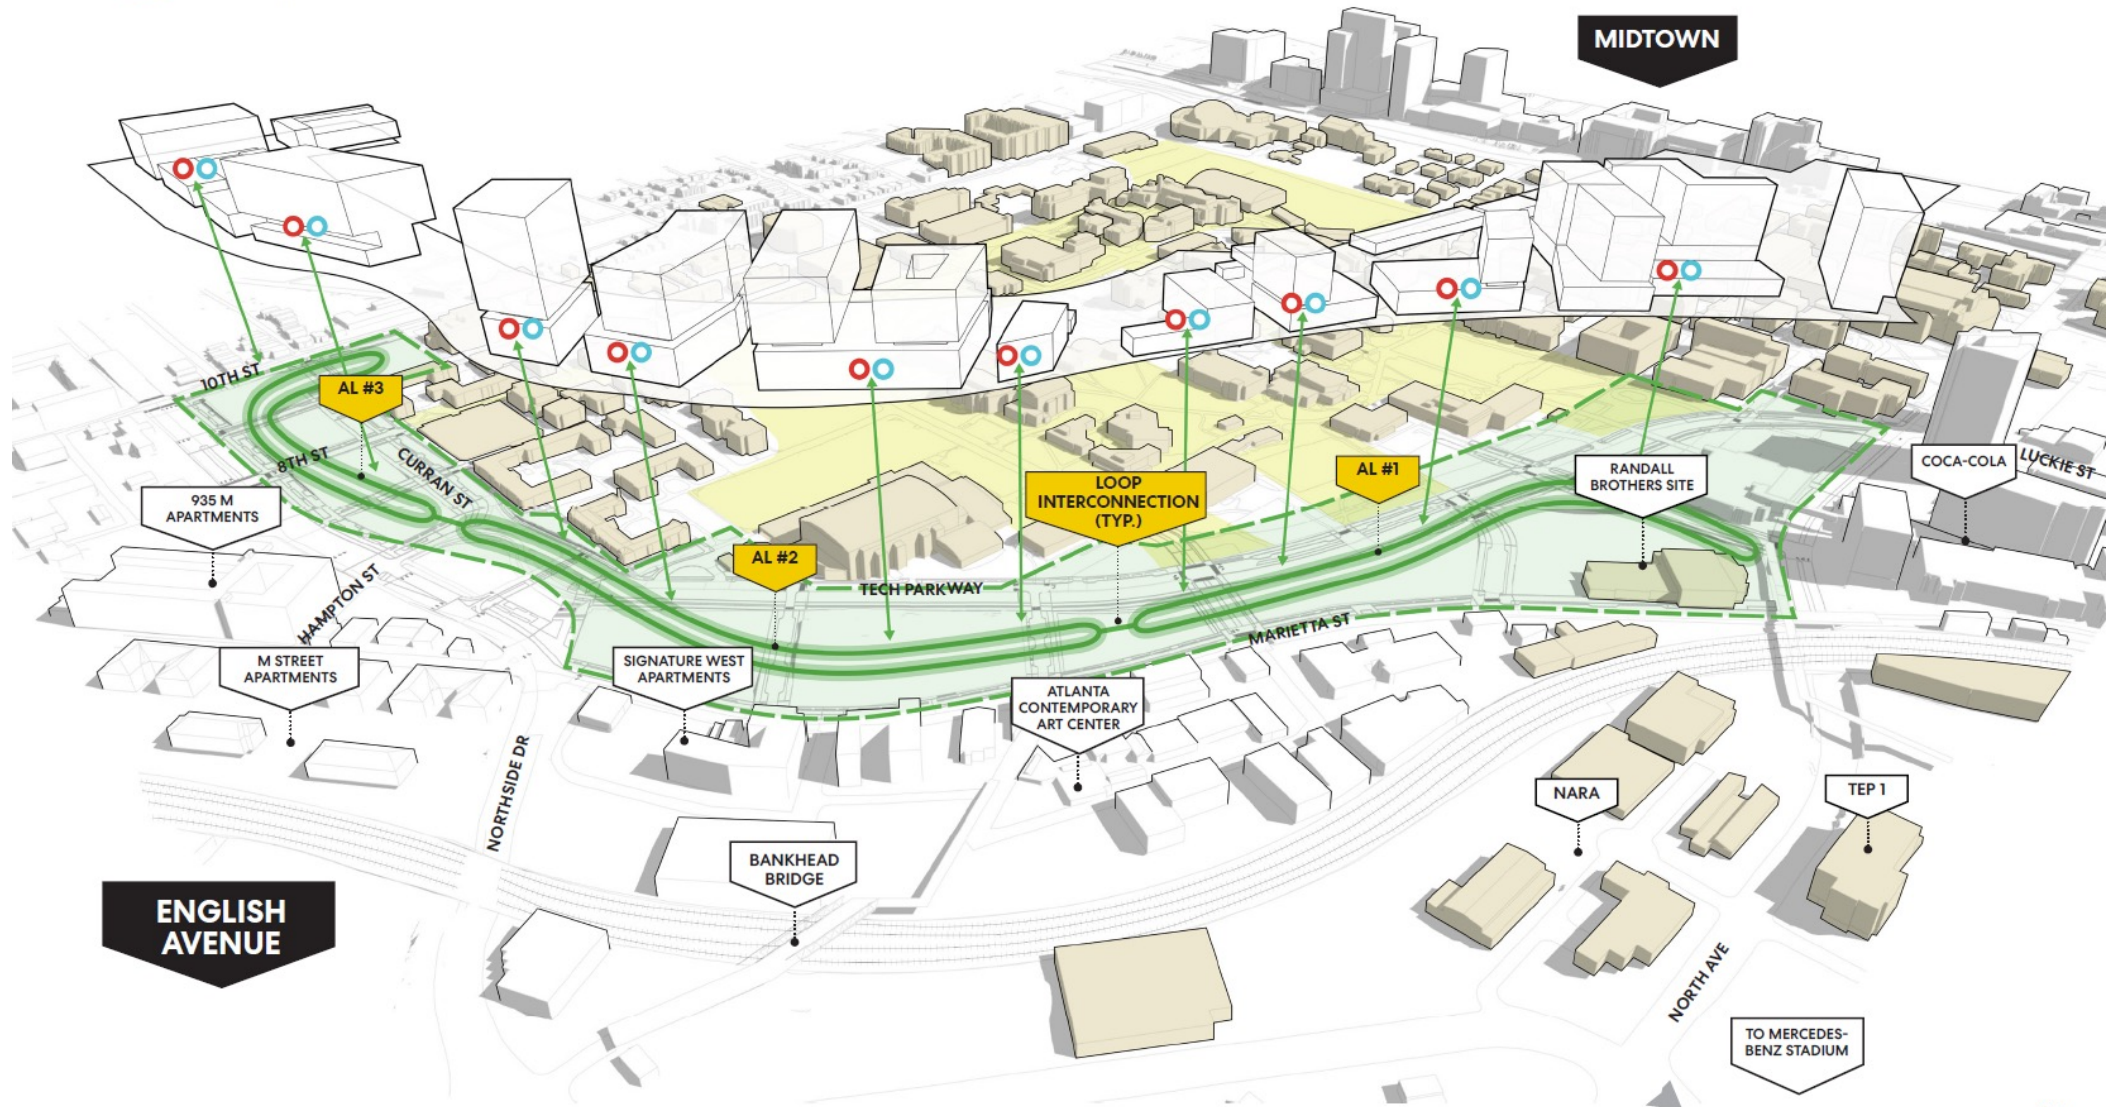 MIDTOWN
10TH ST
AL #3
8TH ST
CURRAN ST
935 M
APARTMENTS
LOOP
INTERCONNECTION
(TYP.)
AL #1
RANDALL
BROTHERS SITE
COCA-COLA
LUCKIE ST
AL #2
TECH PARKWAY
HAMPTON ST
MARIETTA ST
M STREET
APARTMENTS
SIGNATURE WEST
APARTMENTS
ATLANTA
CONTEMPORARY
ART CENTER
NORTHSIDE DR
NARA
TEP 1
BANKHEAD
BRIDGE
ENGLISH
AVENUE
NORTH AVE
TO MERCEDES-
BENZ STADIUM